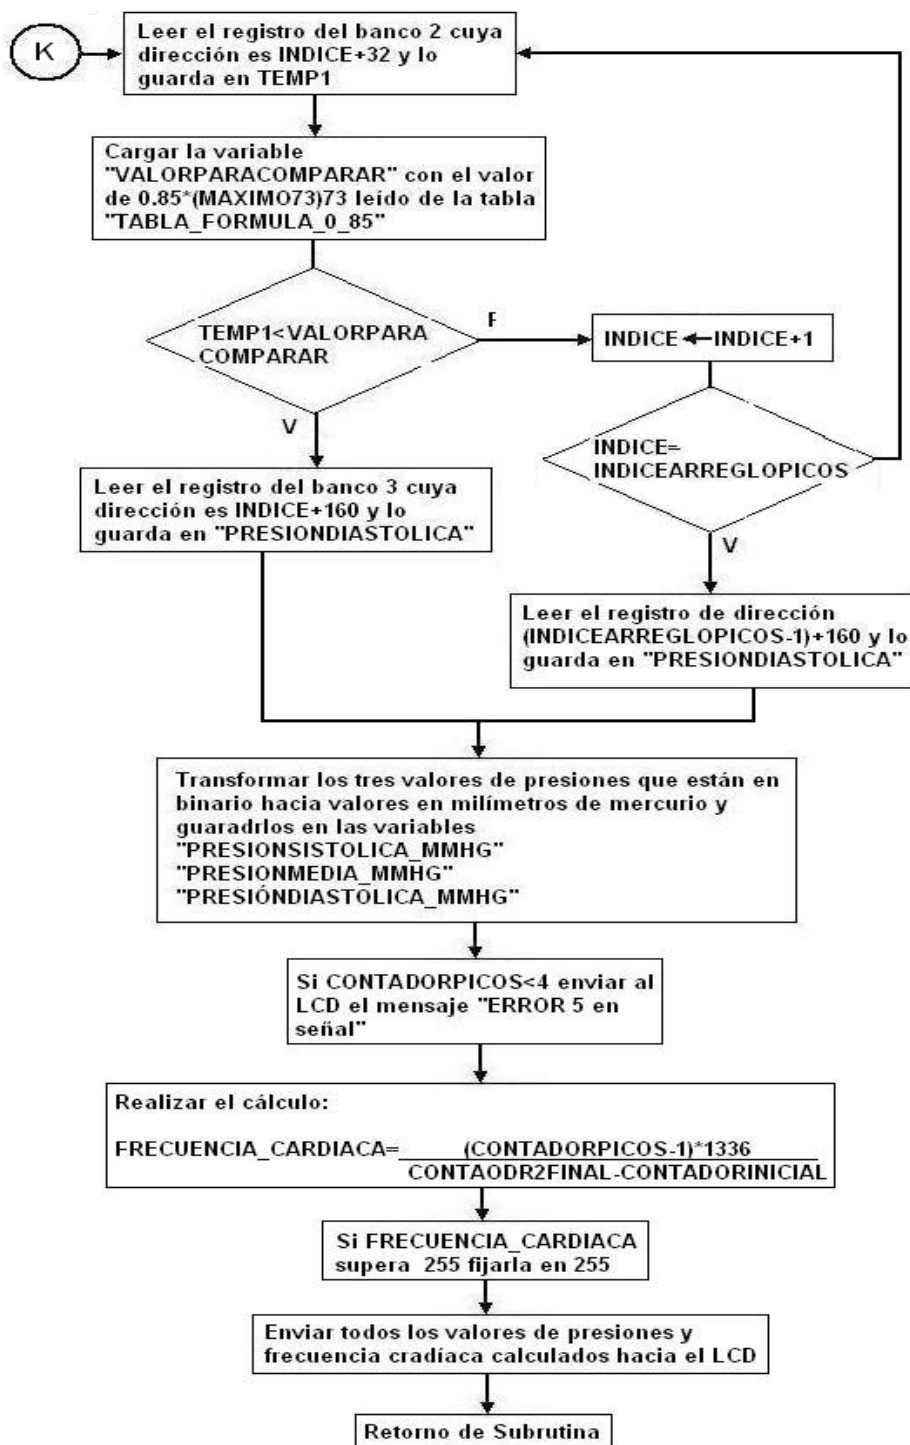 K
Leer el registro del banco 2 cuya
dirección es INDICE+32 y lo
guarda en TEMP1
Cargar la variable
"VALORPARACOMPARAR" con el valor
de 0.85*(MAXIMO73)73 leído de la tabla
"TABLA_FORMULA_0_85"
TEMP1<VALORPARA
COMPARAR
F
V
INDICE ← INDICE+1
INDICE=
INDICEARREGLOPICOS
V
Leer el registro del banco 3 cuya
dirección es INDICE+160 y lo
guarda en "PRESIONDIASTOLICA"
Leer el registro de dirección
(INDICEARREGLOPICOS-1)+160 y lo
guarda en "PRESIONDIASTOLICA"
Transformar los tres valores de presiones que están en
binario hacia valores en milímetros de mercurio y
guaradrlos en las variables
"PRESIONSISTOLICA_MMHG"
"PRESIONMEDIA_MMHG"
"PRESIÓNDIASTOLICA_MMHG"
Si CONTADORPICOS<4 enviar al
LCD el mensaje "ERROR 5 en
señal"
Realizar el cálculo:
FRECUENCIA_CARDIACA= (CONTADORPICOS-1)*1336
CONTAODR2FINAL-CONTADORINICIAL
Si FRECUENCIA_CARDIACA
supera 255 fijarla en 255
Enviar todos los valores de presiones y
frecuencia cradíaca calculados hacia el LCD
Retorno de Subrutina